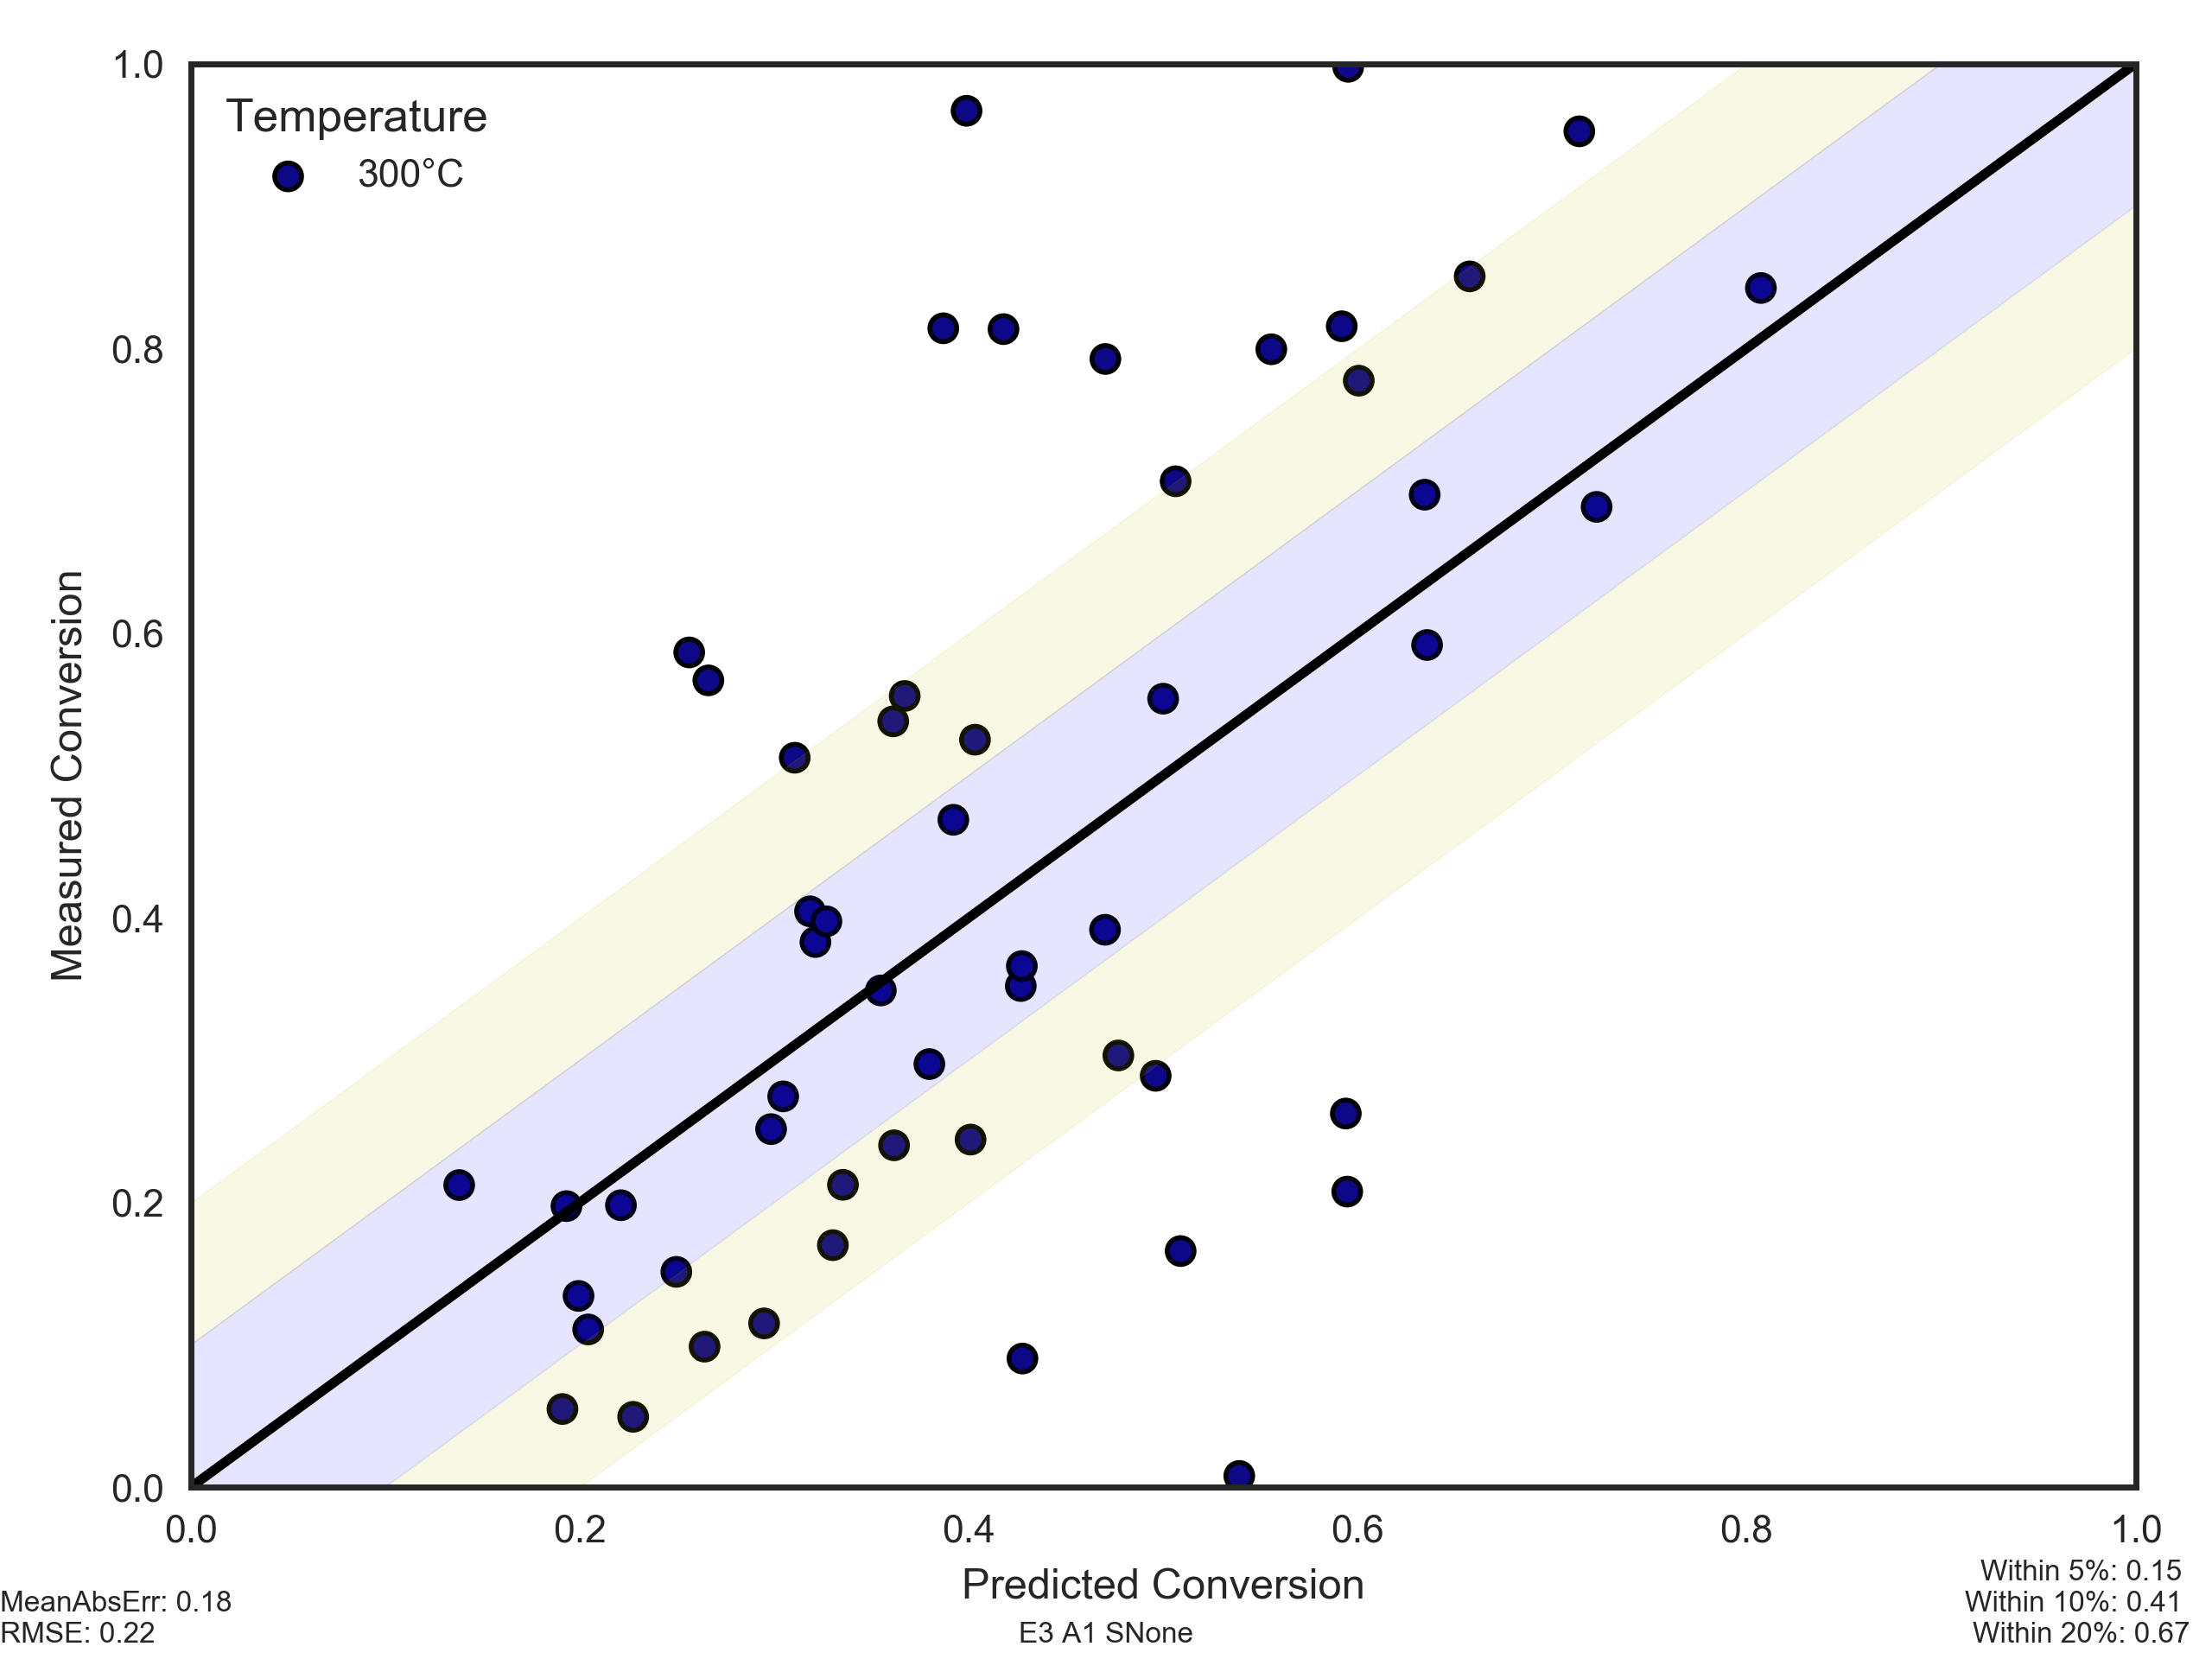 1.0
Temperature
300°C
0.8
0.6
Measured Conversion
0.4
0.2
0.0
0.0 0.2 0.4 0.6 0.8 1.0
Predicted Conversion
Within 5%: 0.15
MeanAbsErr: 0.18
Within 10%: 0.41
RMSE: 0.22
E3 A1 SNone
Within 20%: 0.67